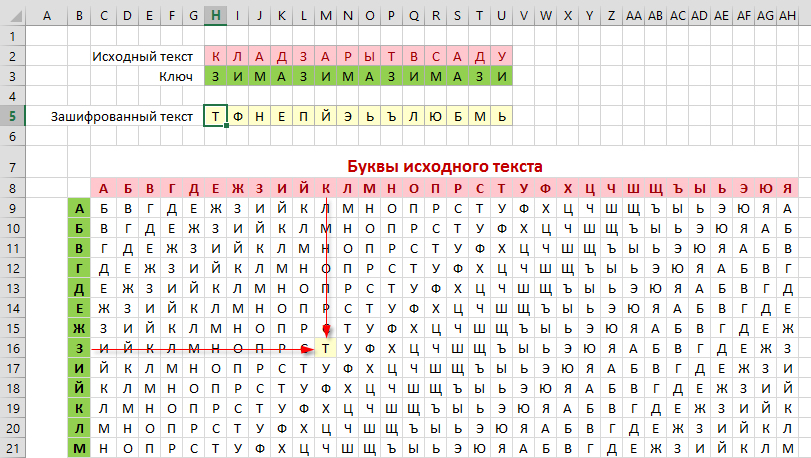 A B C D E F G H I J K L M N O P Q R S T U V W X Y Z AA AB AC AD AE AF AG AH
1
2 Исходный текст К Л А Д З А Р Ы Т В С А Д У
3 Ключ З И М А З И М А З И М А З И
4
5 Зашифрованный текст Т Ф Н Е П Й Э Ь Ъ Л Ю Б М Ь
6
7 Буквы исходного текста
8 А Б В Г Д Е Ж З И Й К Л М Н О П Р С Т У Ф Х Ц Ч Ш Щ Ъ Ы Ь Э Ю Я
9 А Б В Г Д Е Ж З И Й К Л М Н О П Р С Т У Ф Х Ц Ч Ш Щ Ъ Ы Ь Э Ю Я А
10 Б В Г Д Е Ж З И Й К Л М Н О П Р С Т У Ф Х Ц Ч Ш Щ Ъ Ы Ь Э Ю Я А Б
11 В Г Д Е Ж З И Й К Л М Н О П Р С Т У Ф Х Ц Ч Ш Щ Ъ Ы Ь Э Ю Я А Б В
12 Г Д Е Ж З И Й К Л М Н О П Р С Т У Ф Х Ц Ч Ш Щ Ъ Ы Ь Э Ю Я А Б В Г
13 Д Е Ж З И Й К Л М Н О П Р С Т У Ф Х Ц Ч Ш Щ Ъ Ы Ь Э Ю Я А Б В Г Д
14 Е Ж З И Й К Л М Н О П Р С Т У Ф Х Ц Ч Ш Щ Ъ Ы Ь Э Ю Я А Б В Г Д Е
15 Ж З И Й К Л М Н О П Р С Т У Ф Х Ц Ч Ш Щ Ъ Ы Ь Э Ю Я А Б В Г Д Е Ж
16 З И Й К Л М Н О П Р С Т У Ф Х Ц Ч Ш Щ Ъ Ы Ь Э Ю Я А Б В Г Д Е Ж З
17 И Й К Л М Н О П Р С Т У Ф Х Ц Ч Ш Щ Ъ Ы Ь Э Ю Я А Б В Г Д Е Ж З И
18 Й К Л М Н О П Р С Т У Ф Х Ц Ч Ш Щ Ъ Ы Ь Э Ю Я А Б В Г Д Е Ж З И Й
19 К Л М Н О П Р С Т У Ф Х Ц Ч Ш Щ Ъ Ы Ь Э Ю Я А Б В Г Д Е Ж З И Й К
20 Л М Н О П Р С Т У Ф Х Ц Ч Ш Щ Ъ Ы Ь Э Ю Я А Б В Г Д Е Ж З И Й К Л
21 М Н О П Р С Т У Ф Х Ц Ч Ш Щ Ъ Ы Ь Э Ю Я А Б В Г Д Е Ж З И Й К Л М